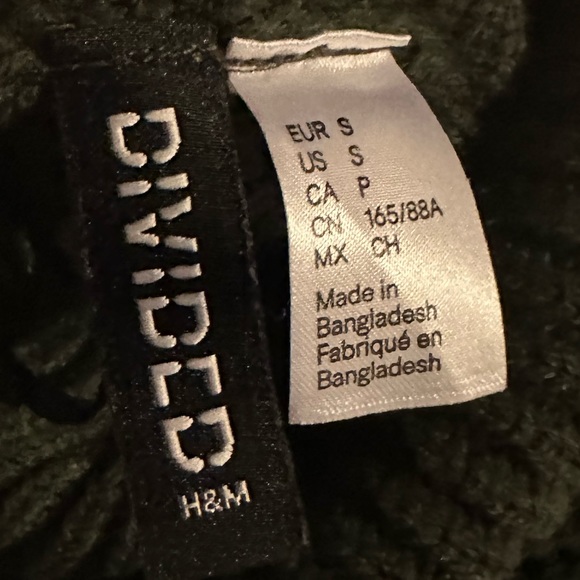 DIVIDED
H&M
EUR S
US S
CA P
CN 165/88A
MX CH
Made in
Bangladesh
Fabriqué en
Bangladesh